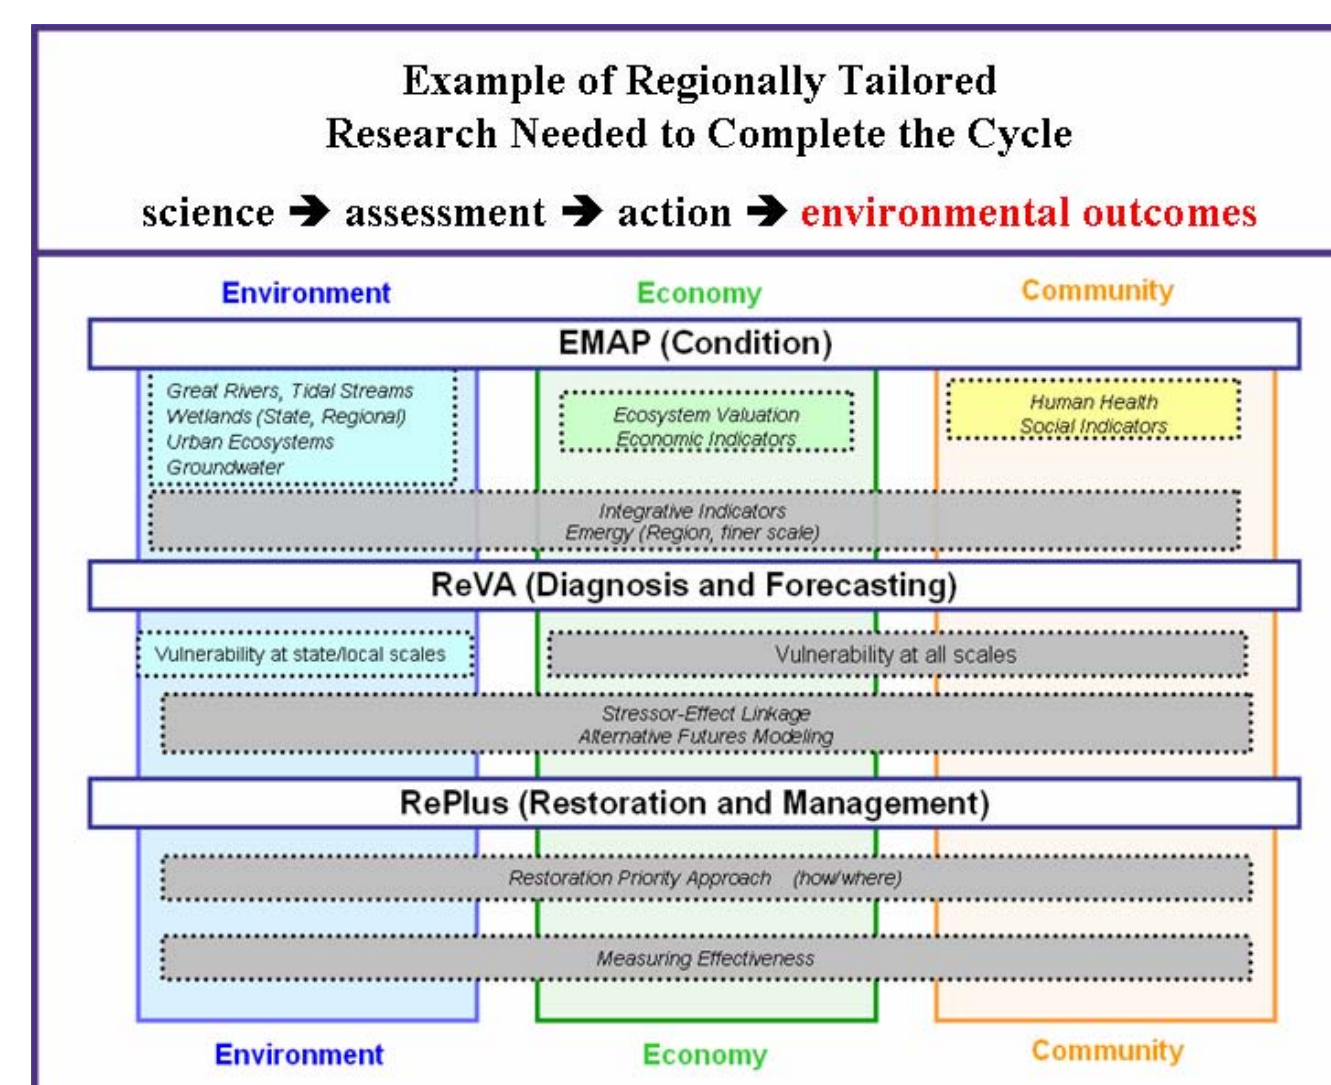 Example of Regionally Tailored
Research Needed to Complete the Cycle
science ➔ assessment ➔ action ➔ environmental outcomes
Environment
Economy
Community
EMAP (Condition)
Great Rivers, Tidal Streams
Wetlands (State, Regional)
Urban Ecosystems
Groundwater
Ecosystem Valuation
Economic Indicators
Human Health
Social Indicators
Integrative Indicators
Emergy (Region, finer scale)
ReVA (Diagnosis and Forecasting)
Vulnerability at state/local scales
Vulnerability at all scales
Stressor-Effect Linkage
Alternative Futures Modeling
RePlus (Restoration and Management)
Restoration Priority Approach (how/where)
Measuring Effectiveness
Environment
Economy
Community